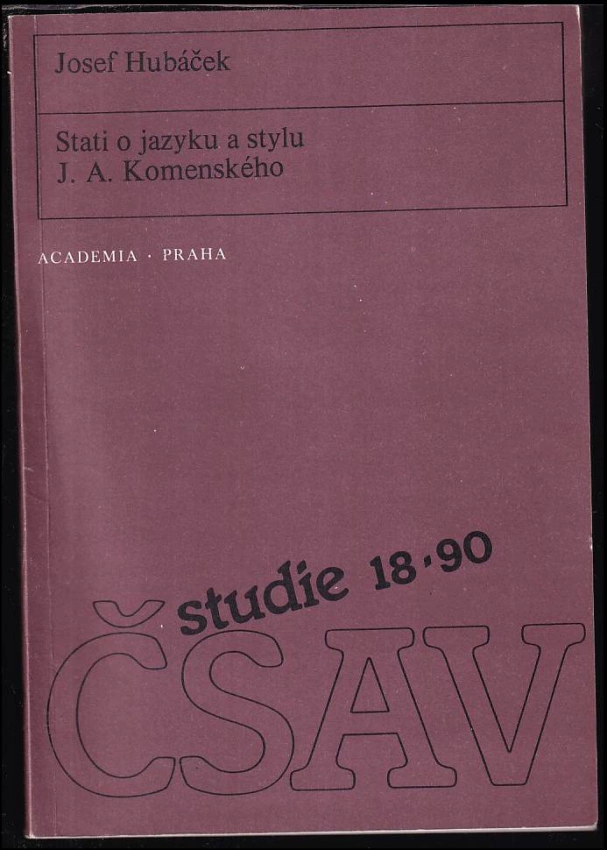 Josef Hubáček
Stati o jazyku a stylu
J. A. Komenského
ACADEMIA · PRAHA
studie 18·90
ČSAV